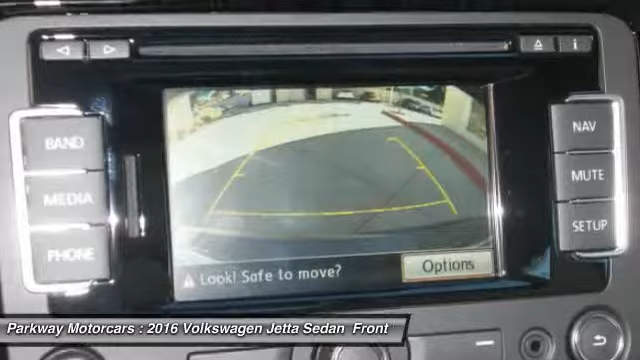 i
BAND
NAV
MEDIA
MUTE
PHONE
SETUP
Look! Safe to move?
Options
Parkway Motorcars : 2016 Volkswagen Jetta Sedan Front